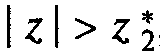 | z | > z*₂